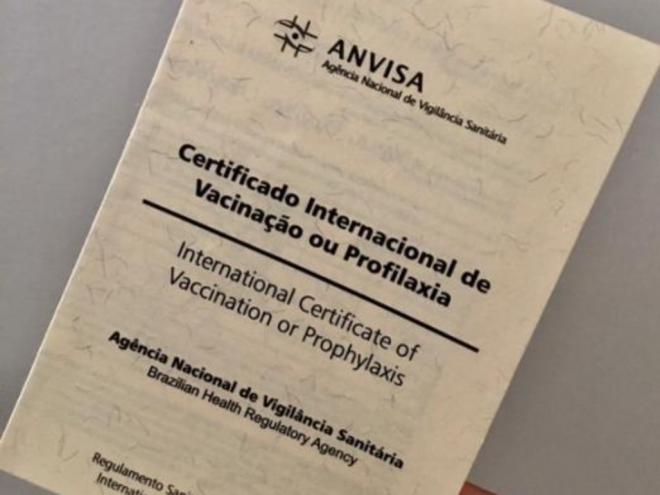 ANVISA
Agência Nacional de Vigilância Sanitária
Certificado Internacional de
Vacinação ou Profilaxia
International Certificate of
Vaccination or Prophylaxis
Agência Nacional de Vigilância Sanitária
Brazilian Health Regulatory Agency
Regulamento